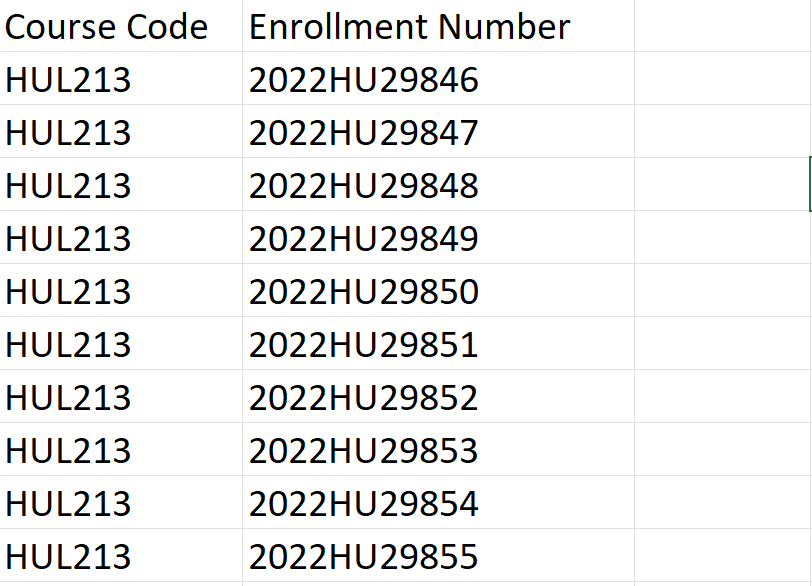 Course Code Enrollment Number
HUL213 2022HU29846
HUL213 2022HU29847
HUL213 2022HU29848
HUL213 2022HU29849
HUL213 2022HU29850
HUL213 2022HU29851
HUL213 2022HU29852
HUL213 2022HU29853
HUL213 2022HU29854
HUL213 2022HU29855